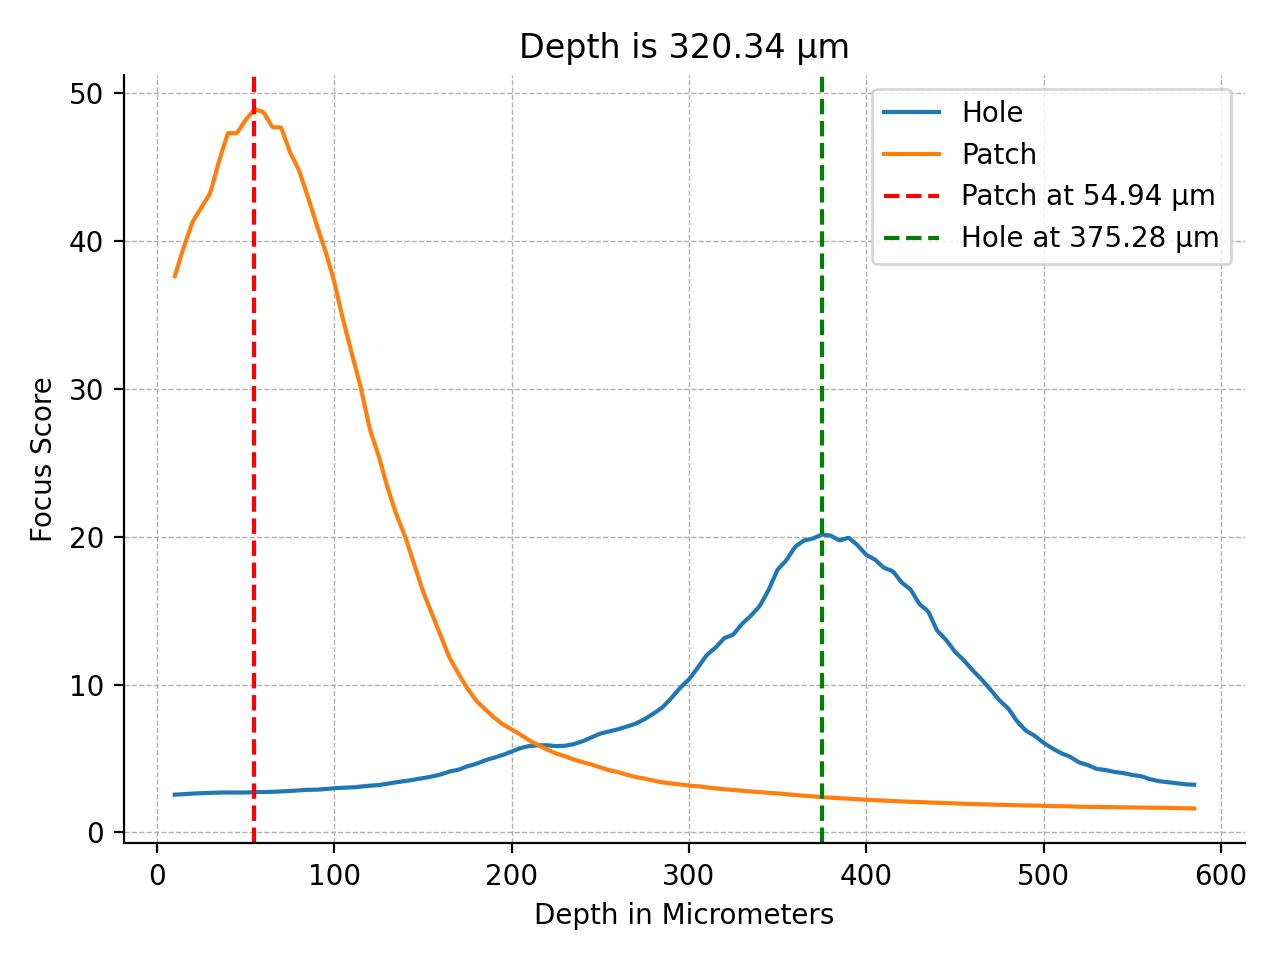 Depth is 320.34 µm
50
40
30
20
10
0
Focus Score
Hole
Patch
Patch at 54.94 µm
Hole at 375.28 µm
0 100 200 300 400 500 600
Depth in Micrometers